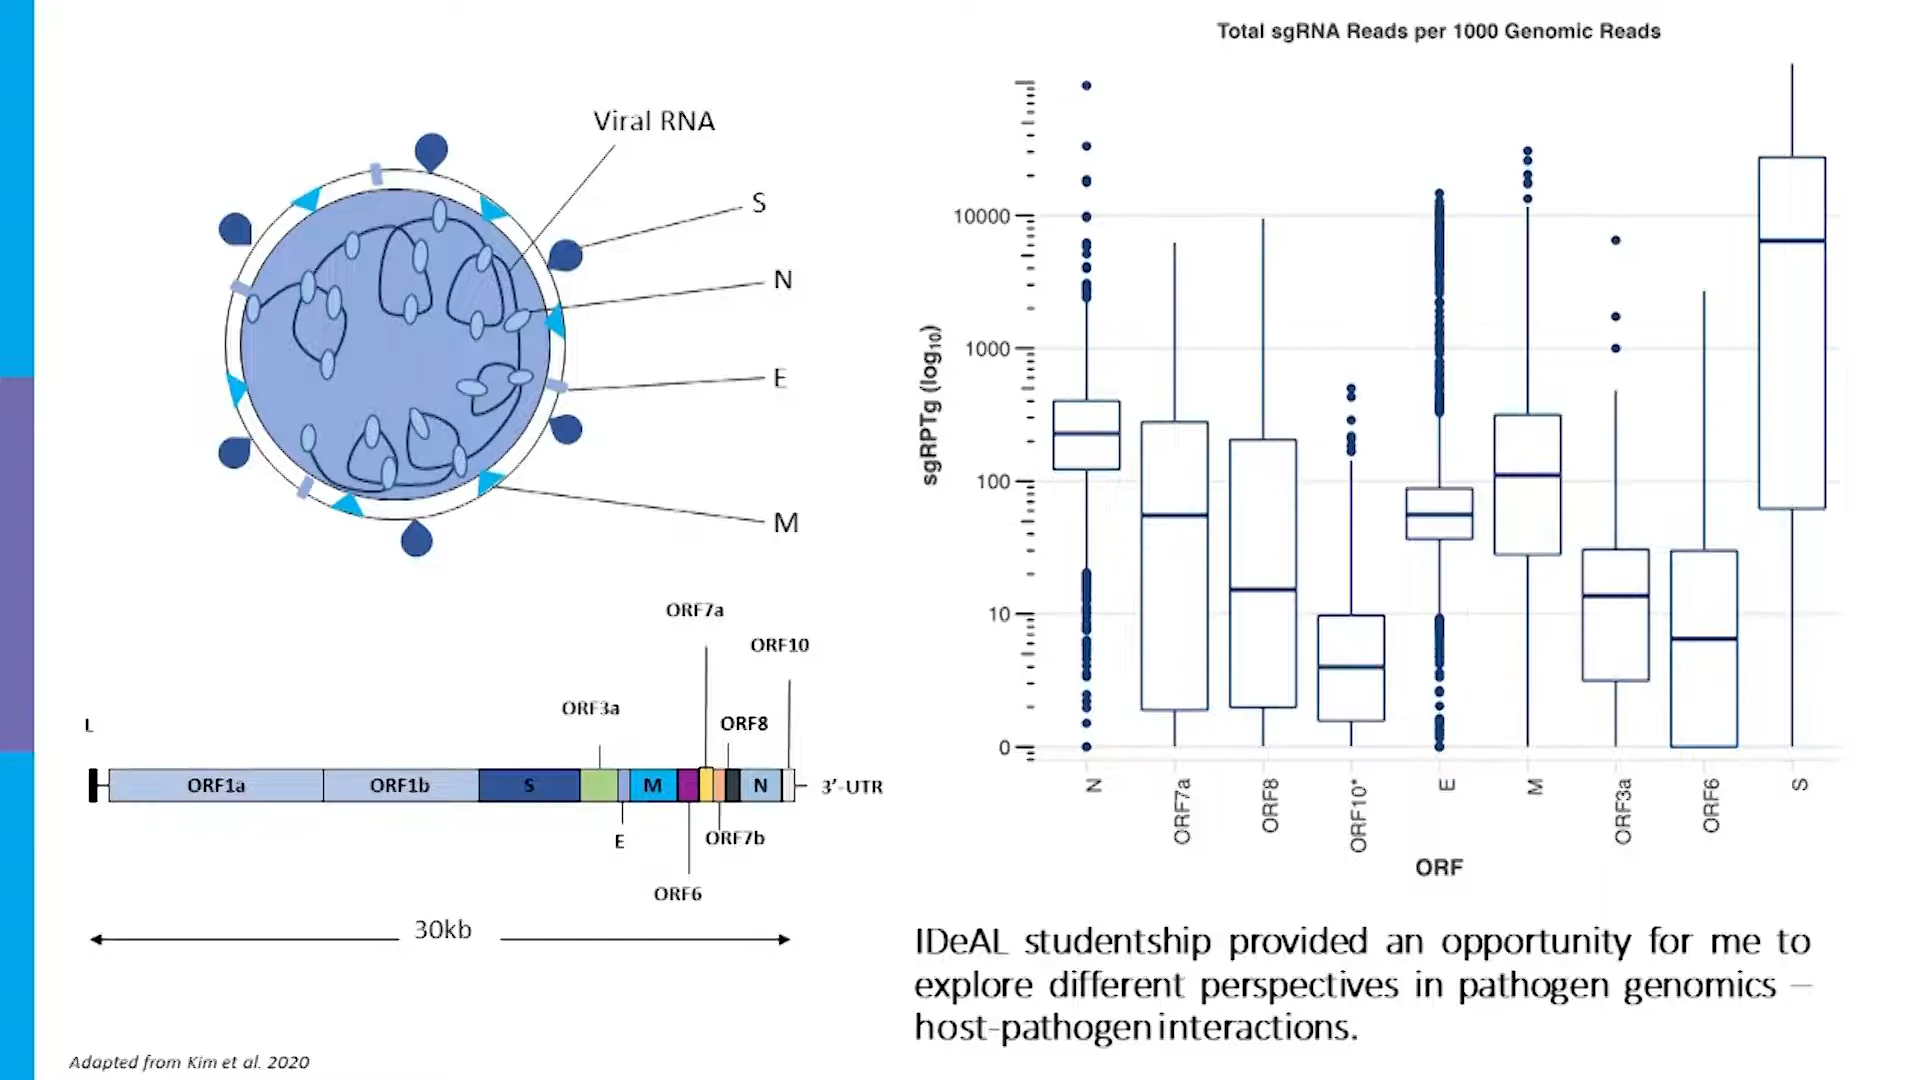 Viral RNA
S
N
E
M
ORF7a
ORF10
ORF3a
ORF8
L
ORF1a ORF1b S M N 3'-UTR
E
ORF7b
ORF6
30kb
Adapted from Kim et al. 2020
Total sgRNA Reads per 1000 Genomic Reads
sgRPTg (log₁₀)
10000
1000
100
10
0
N ORF7a ORF8 ORF10* E M ORF3a ORF6 S
ORF
IDeAL studentship provided an opportunity for me to
explore different perspectives in pathogen genomics –
host-pathogen interactions.